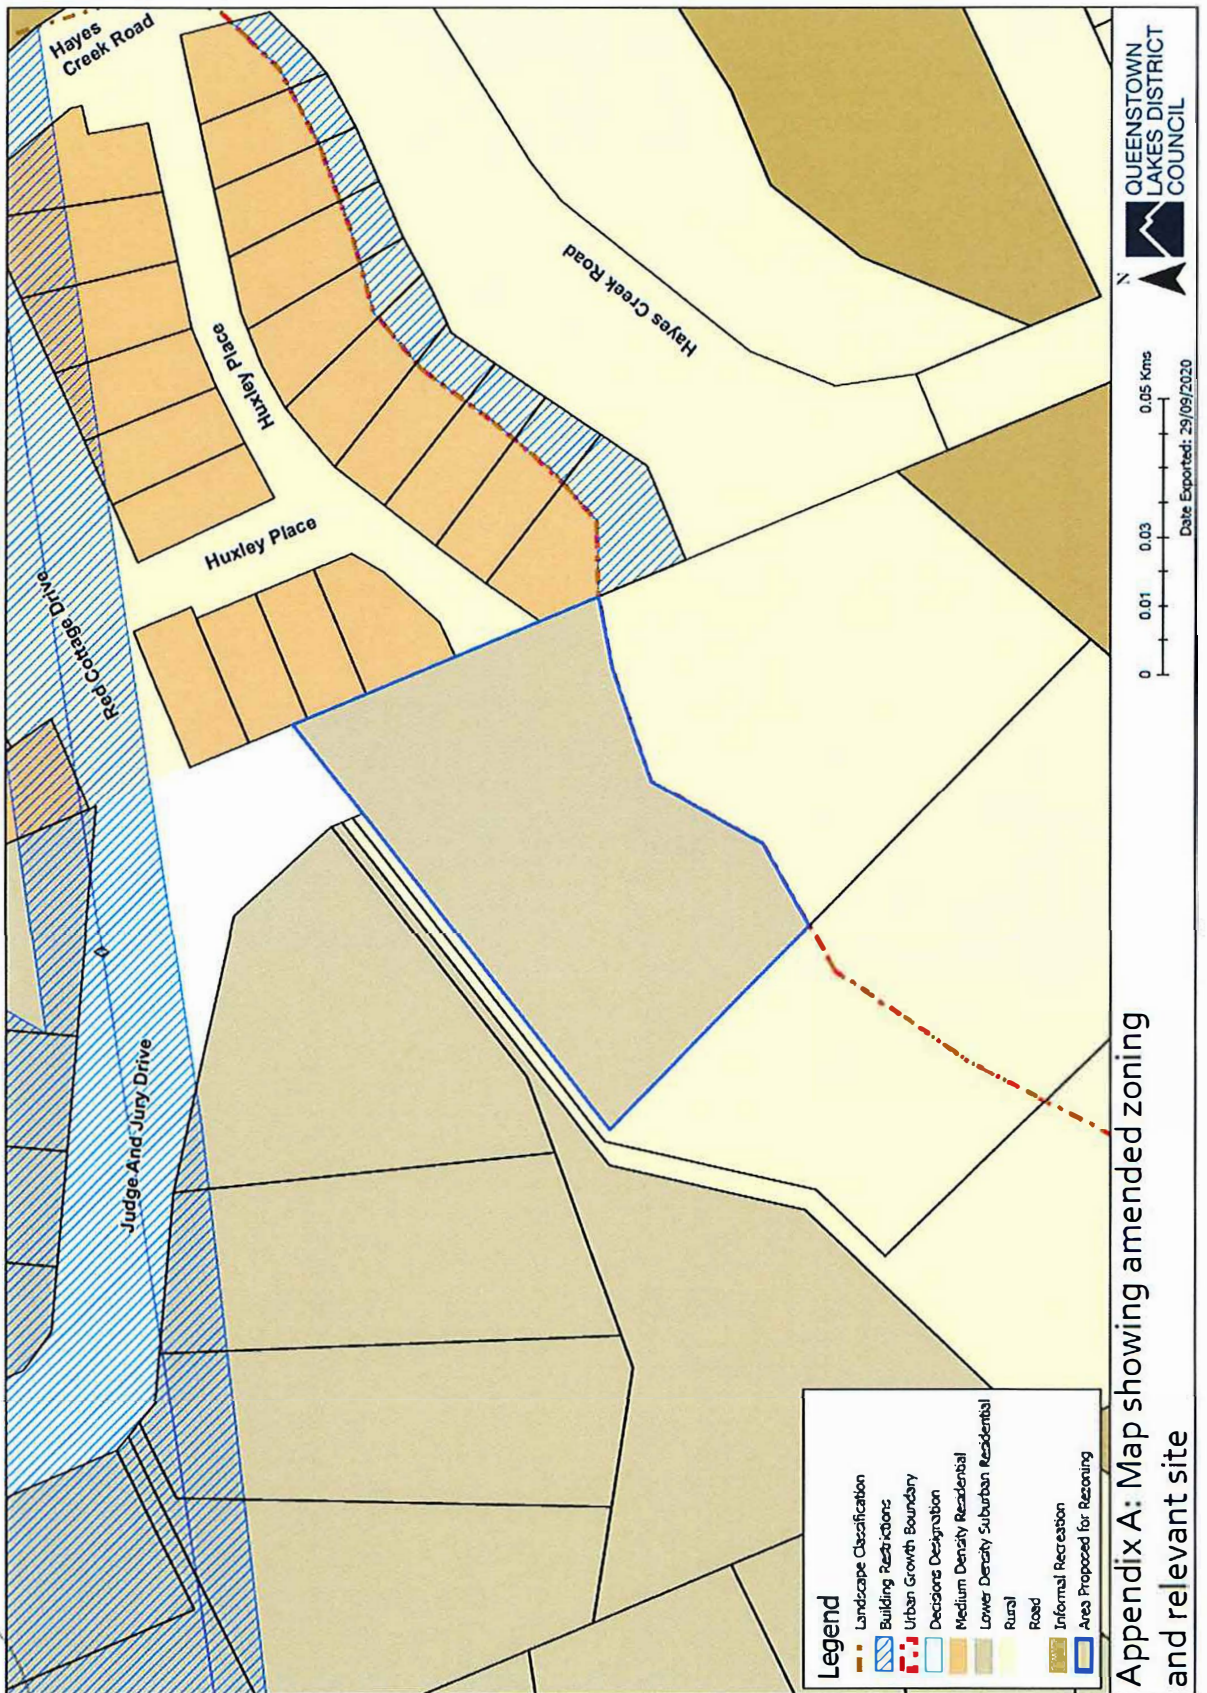 Hayes
Creek Road
Huxley Place
Huxley Place
Red Cottage Drive
Hayes Creek Road
Judge And Jury Drive
Legend
Landscape Classification
Building Restrictions
Urban Growth Boundary
Decisions Designation
Medium Density Residential
Lower Density Suburban Residential
Rural
Road
Informal Recreation
Area Proposed for Rezoning
0 0.01 0.03 0.05 Kms
Date Exported: 29/09/2020
N
QUEENSTOWN
LAKES DISTRICT
COUNCIL
Appendix A: Map showing amended zoning
and relevant site